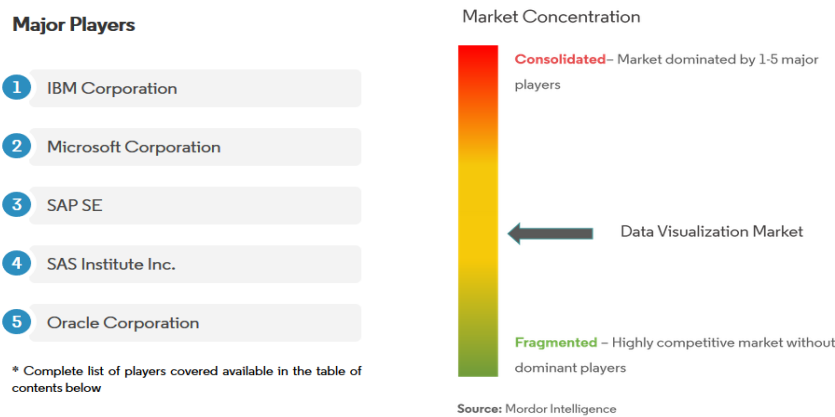 Major Players
1 IBM Corporation
2 Microsoft Corporation
3 SAP SE
4 SAS Institute Inc.
5 Oracle Corporation
* Complete list of players covered available in the table of
contents below
Market Concentration
Consolidated– Market dominated by 1-5 major
players
Data Visualization Market
Fragmented – Highly competitive market without
dominant players
Source: Mordor Intelligence